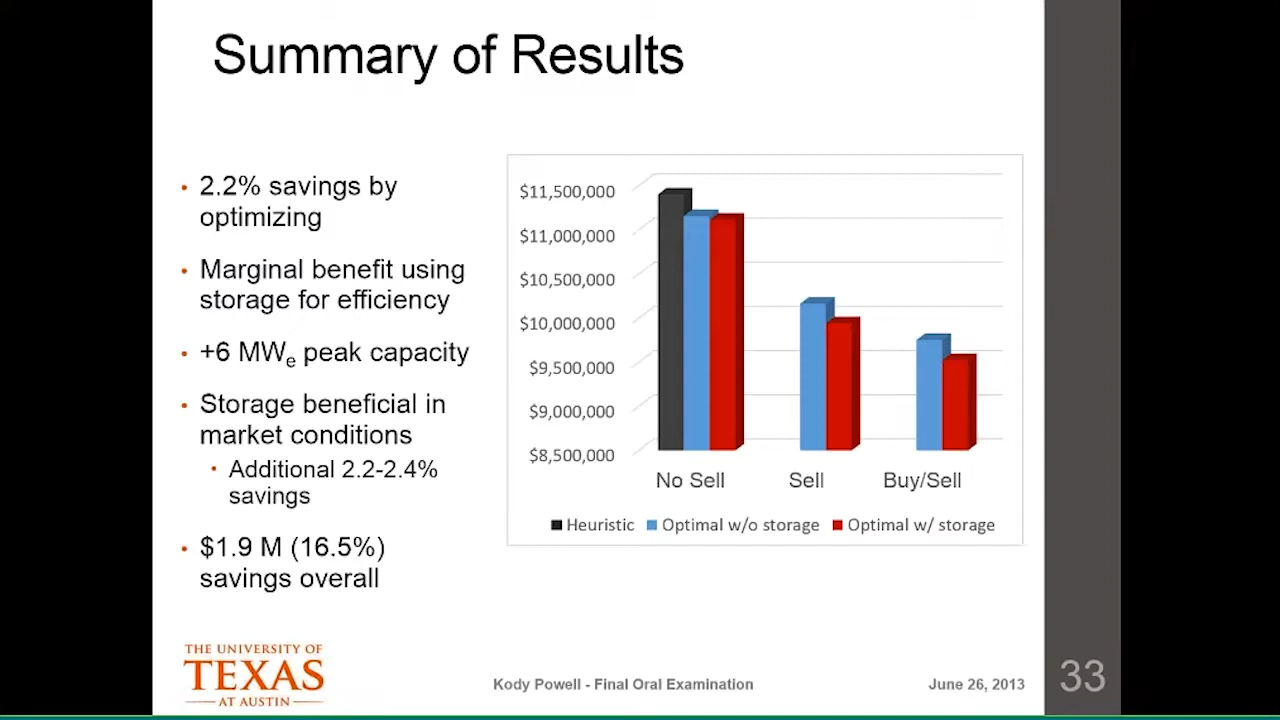 Summary of Results
• 2.2% savings by
optimizing
• Marginal benefit using
storage for efficiency
• +6 MWe peak capacity
• Storage beneficial in
market conditions
• Additional 2.2-2.4%
savings
• $1.9 M (16.5%)
savings overall
$11,500,000
$11,000,000
$10,500,000
$10,000,000
$9,500,000
$9,000,000
$8,500,000
No Sell Sell Buy/Sell
Heuristic Optimal w/o storage Optimal w/ storage
THE UNIVERSITY OF
TEXAS
AT AUSTIN
Kody Powell - Final Oral Examination
June 26, 2013
33